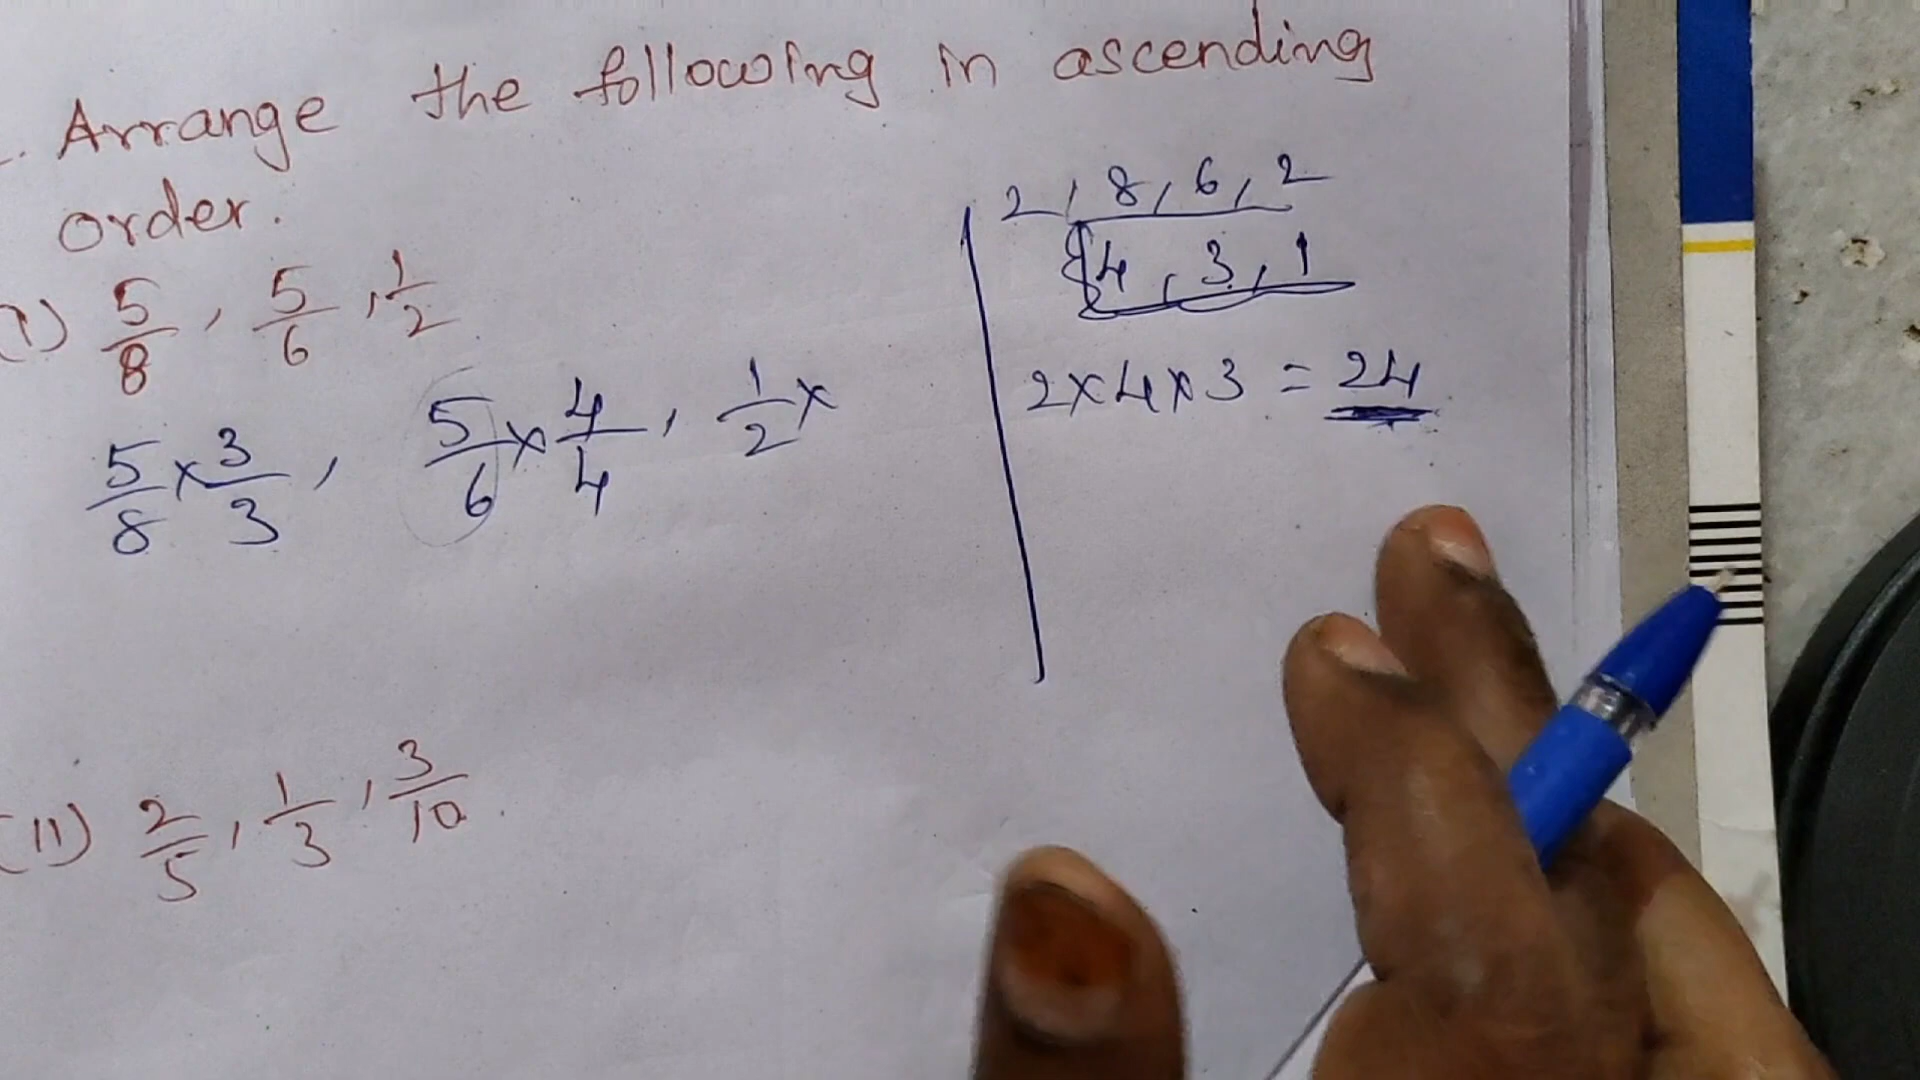 Arrange the following in ascending
order.
(I) 5/8 , 5/6 , 1/2
5/8 × 3/3 , 5/6 × 4/4 , 1/2 ×
2 , 8 , 6 , 2
4 , 3 , 1
2 × 4 × 3 = 24
(II) 2/5 , 1/3 , 3/10 .